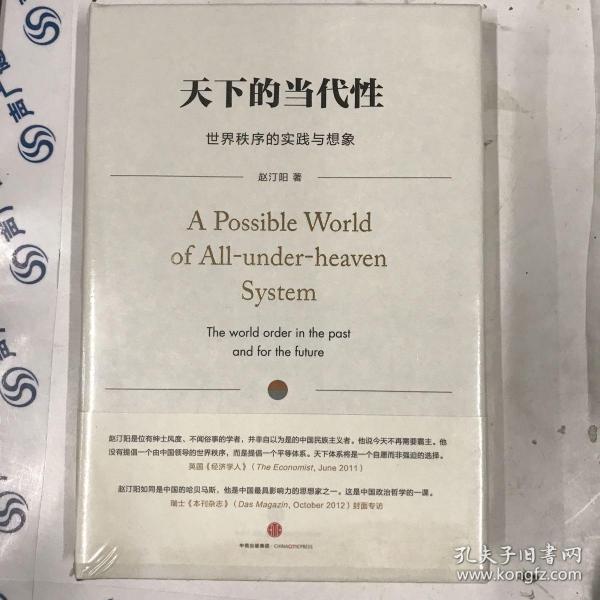 天下的当代性
世界秩序的实践与想象
赵汀阳 著
A Possible World
of All-under-heaven
System
The world order in the past
and for the future
赵汀阳是位有绅士风度、不闻俗事的学者，并非自以为是的中国民族主义者。他说今天不再需要霸主。他
没有提倡一个由中国领导的世界秩序，而是提倡一个平等体系。天下体系将是一个自愿而非强迫的选择。
英国《经济学人》（The Economist, June 2011）
赵汀阳如同是中国的哈贝马斯，他是中国最具影响力的思想家之一。这是中国政治哲学的一课。
瑞士《本刊杂志》（Das Magazin, October 2012）封面专访
中信出版集团·CHINACITICPRESS
孔夫子旧书网
www.kongfz.com